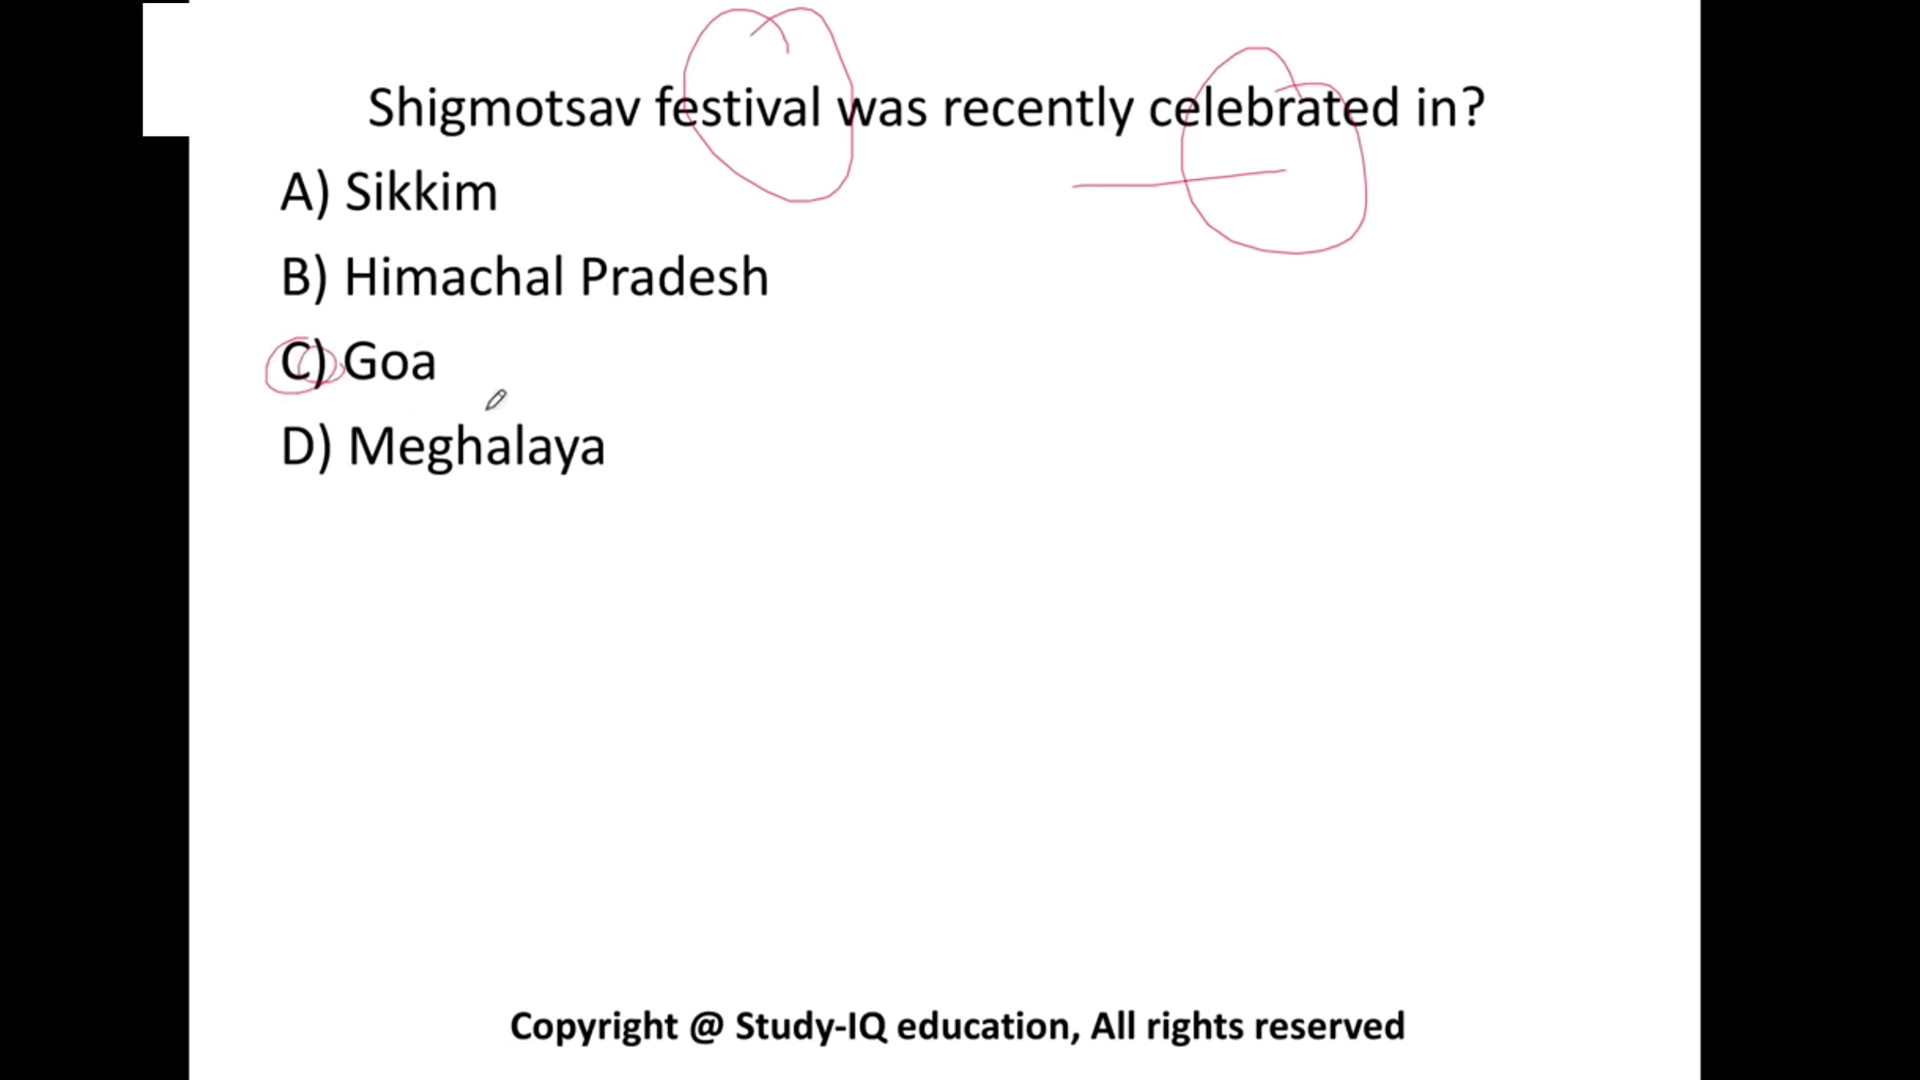 Shigmotsav festival was recently celebrated in?
A) Sikkim
B) Himachal Pradesh
C) Goa
D) Meghalaya
Copyright @ Study-IQ education, All rights reserved